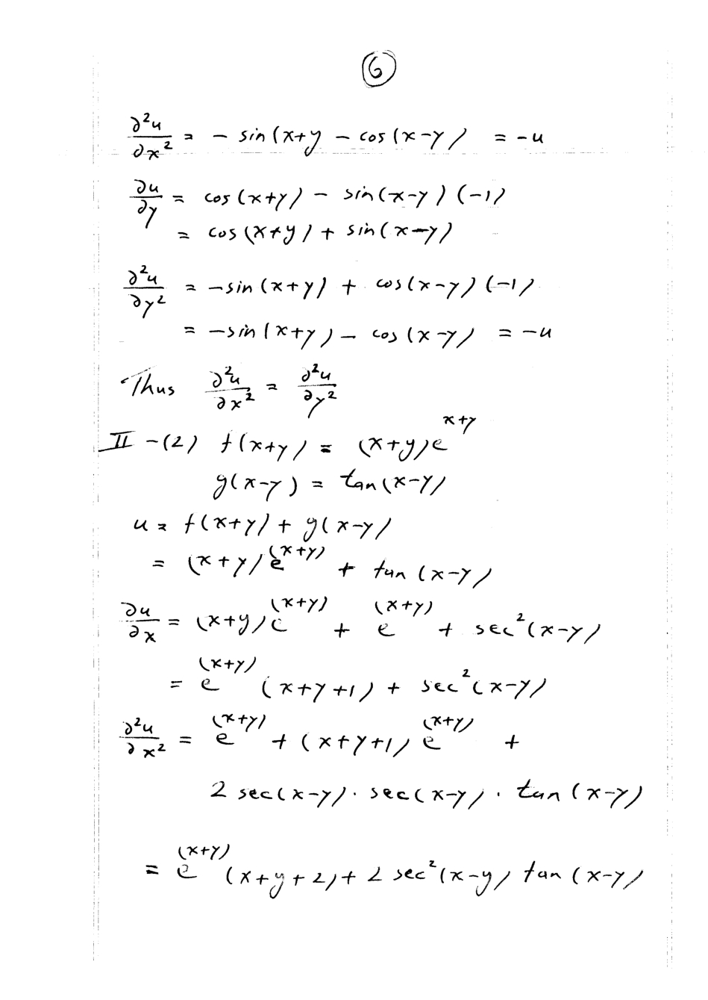 6
∂²u/∂x² = - sin(x+y - cos(x-y) = -u
∂u/∂y = cos(x+y) - sin(x-y)(-1)
= cos(x+y) + sin(x-y)
∂²u/∂y² = -sin(x+y) + cos(x-y)(-1)
= -sin(x+y) - cos(x-y) = -u
Thus ∂²u/∂x² = ∂²u/∂y²
II -(2) f(x+y) = (x+y)e^x+y
g(x-y) = tan(x-y)
u = f(x+y) + g(x-y)
= (x+y)e^(x+y) + tan(x-y)
∂u/∂x = (x+y)e^(x+y) + e^(x+y) + sec²(x-y)
= e^(x+y) (x+y+1) + sec²(x-y)
∂²u/∂x² = e^(x+y) + (x+y+1)e^(x+y) +
2 sec(x-y)·sec(x-y)·tan(x-y)
= e^(x+y) (x+y+2)+2 sec²(x-y) tan(x-y)